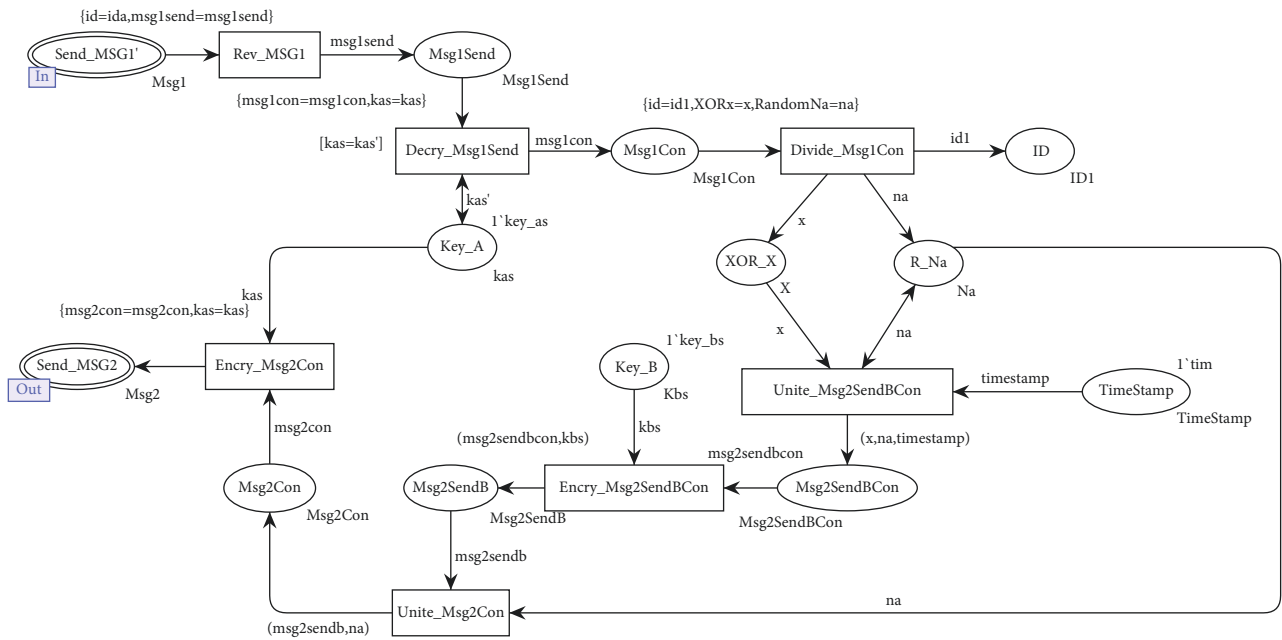 {id=ida,msg1send=msg1send}
Send_MSG1'
In
Msg1
Rev_MSG1
msg1send
Msg1Send
Msg1Send
{msg1con=msg1con,kas=kas}
[kas=kas']
Decry_Msg1Send
msg1con
Msg1Con
Msg1Con
{id=id1,XORx=x,RandomNa=na}
Divide_Msg1Con
id1
ID
ID1
kas'
1`key_as
Key_A
kas
x
na
XOR_X
X
R_Na
Na
kas
{msg2con=msg2con,kas=kas}
Send_MSG2
Out
Msg2
Encry_Msg2Con
x
na
1`key_bs
Key_B
Kbs
Unite_Msg2SendBCon
timestamp
1`tim
TimeStamp
TimeStamp
msg2con
kbs
(msg2sendbcon,kbs)
(x,na,timestamp)
msg2sendbcon
Msg2Con
Msg2Con
Msg2SendB
Msg2SendB
Encry_Msg2SendBCon
Msg2SendBCon
Msg2SendBCon
msg2sendb
Unite_Msg2Con
na
(msg2sendb,na)